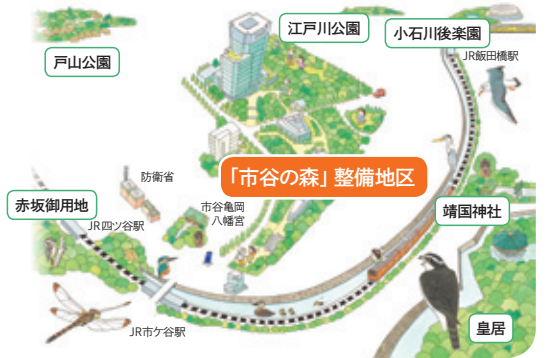 江戸川公園
小石川後楽園
戸山公園
JR飯田橋駅
「市谷の森」整備地区
防衛省
赤坂御用地
市谷亀岡
八幡宮
靖国神社
JR四ツ谷駅
JR市ケ谷駅
皇居